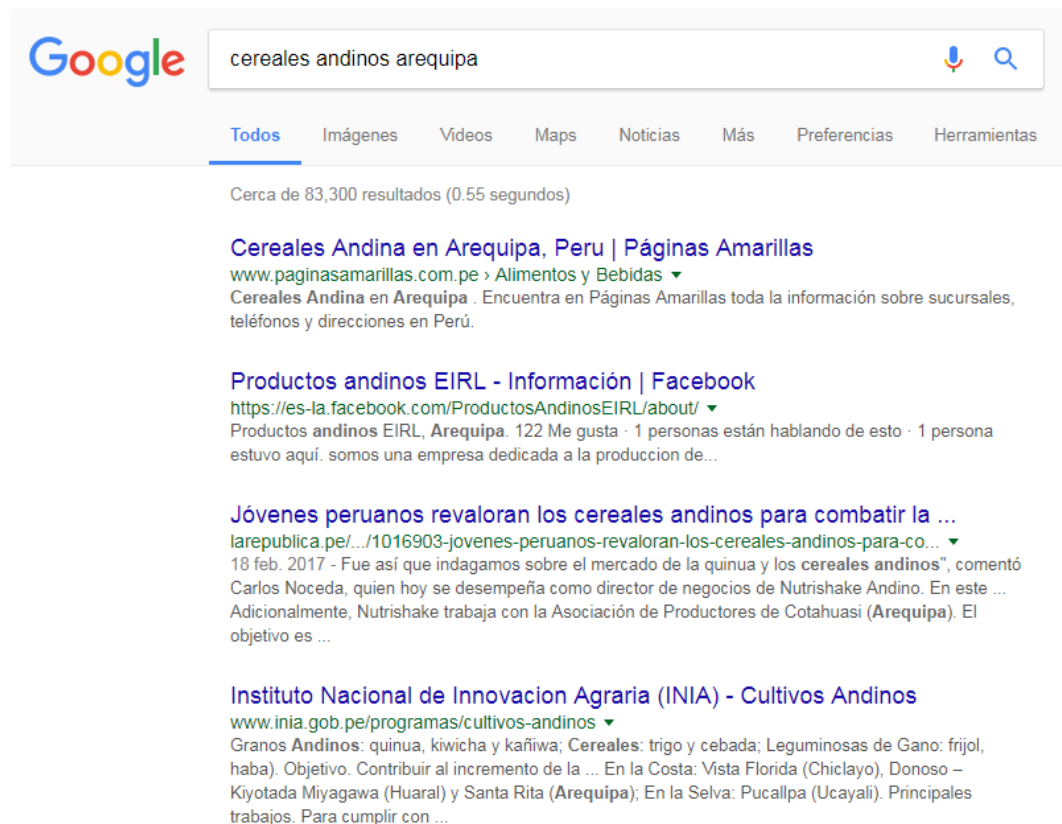 Google
cereales andinos arequipa
Todos Imágenes Videos Maps Noticias Más Preferencias Herramientas
Cerca de 83,300 resultados (0.55 segundos)
Cereales Andina en Arequipa, Peru | Páginas Amarillas
www.paginasamarillas.com.pe › Alimentos y Bebidas
Cereales Andina en Arequipa . Encuentra en Páginas Amarillas toda la información sobre sucursales,
teléfonos y direcciones en Perú.
Productos andinos EIRL - Información | Facebook
https://es-la.facebook.com/ProductosAndinosEIRL/about/
Productos andinos EIRL, Arequipa. 122 Me gusta · 1 personas están hablando de esto · 1 persona
estuvo aquí. somos una empresa dedicada a la produccion de...
Jóvenes peruanos revaloran los cereales andinos para combatir la ...
larepublica.pe/.../1016903-jovenes-peruanos-revaloran-los-cereales-andinos-para-co...
18 feb. 2017 - Fue así que indagamos sobre el mercado de la quinua y los cereales andinos", comentó
Carlos Noceda, quien hoy se desempeña como director de negocios de Nutrishake Andino. En este ...
Adicionalmente, Nutrishake trabaja con la Asociación de Productores de Cotahuasi (Arequipa). El
objetivo es ...
Instituto Nacional de Innovacion Agraria (INIA) - Cultivos Andinos
www.inia.gob.pe/programas/cultivos-andinos
Granos Andinos: quinua, kiwicha y kañiwa; Cereales: trigo y cebada; Leguminosas de Gano: frijol,
haba). Objetivo. Contribuir al incremento de la ... En la Costa: Vista Florida (Chiclayo), Donoso –
Kiyotada Miyagawa (Huaral) y Santa Rita (Arequipa); En la Selva: Pucallpa (Ucayali). Principales
trabajos. Para cumplir con ...